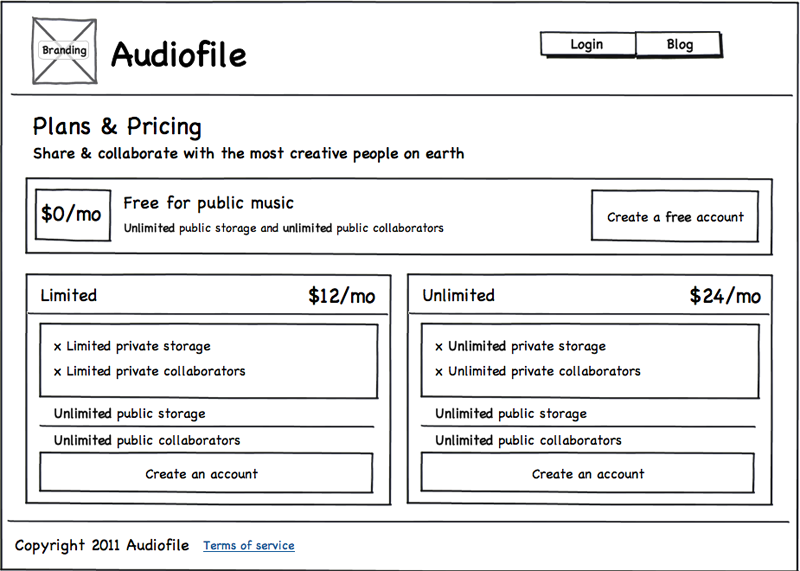 Branding
Audiofile
Login
Blog
Plans & Pricing
Share & collaborate with the most creative people on earth
$0/mo
Free for public music
Unlimited public storage and unlimited public collaborators
Create a free account
Limited
$12/mo
x Limited private storage
x Limited private collaborators
Unlimited public storage
Unlimited public collaborators
Create an account
Unlimited
$24/mo
x Unlimited private storage
x Unlimited private collaborators
Unlimited public storage
Unlimited public collaborators
Create an account
Copyright 2011 Audiofile
Terms of service